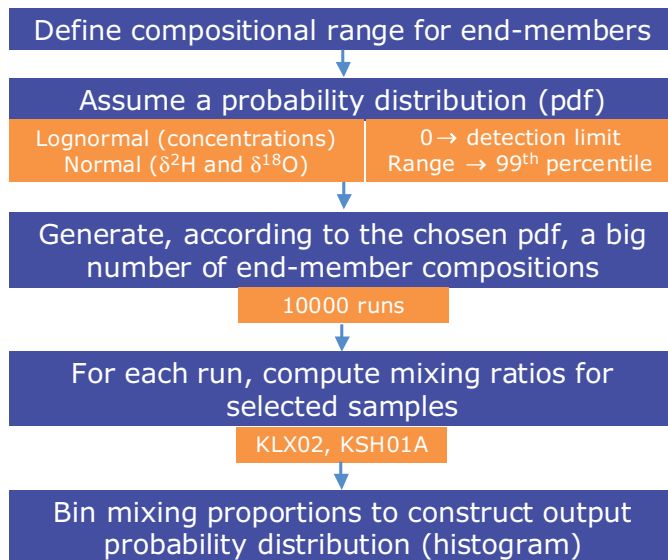 Define compositional range for end-members
Assume a probability distribution (pdf)
Lognormal (concentrations)
Normal (δ²H and δ¹⁸O)
0→ detection limit
Range → 99ᵗʰ percentile
Generate, according to the chosen pdf, a big
number of end-member compositions
10000 runs
For each run, compute mixing ratios for
selected samples
KLX02, KSH01A
Bin mixing proportions to construct output
probability distribution (histogram)